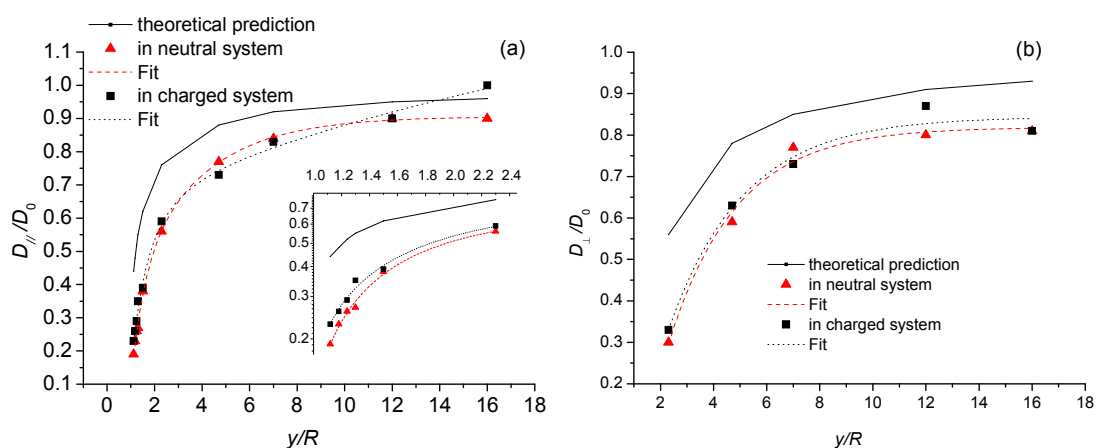 theoretical prediction
in neutral system
Fit
in charged system
Fit
(a)
1.1
1.0
0.9
0.8
0.7
0.6
0.5
0.4
0.3
0.2
0.1
D///D0
0 2 4 6 8 10 12 14 16 18
y/R
1.0 1.2 1.4 1.6 1.8 2.0 2.2 2.4
0.7
0.6
0.5
0.4
0.3
0.2
(b)
1.0
0.9
0.8
0.7
0.6
0.5
0.4
0.3
0.2
D⊥/D0
theoretical prediction
in neutral system
Fit
in charged system
Fit
2 4 6 8 10 12 14 16 18
y/R